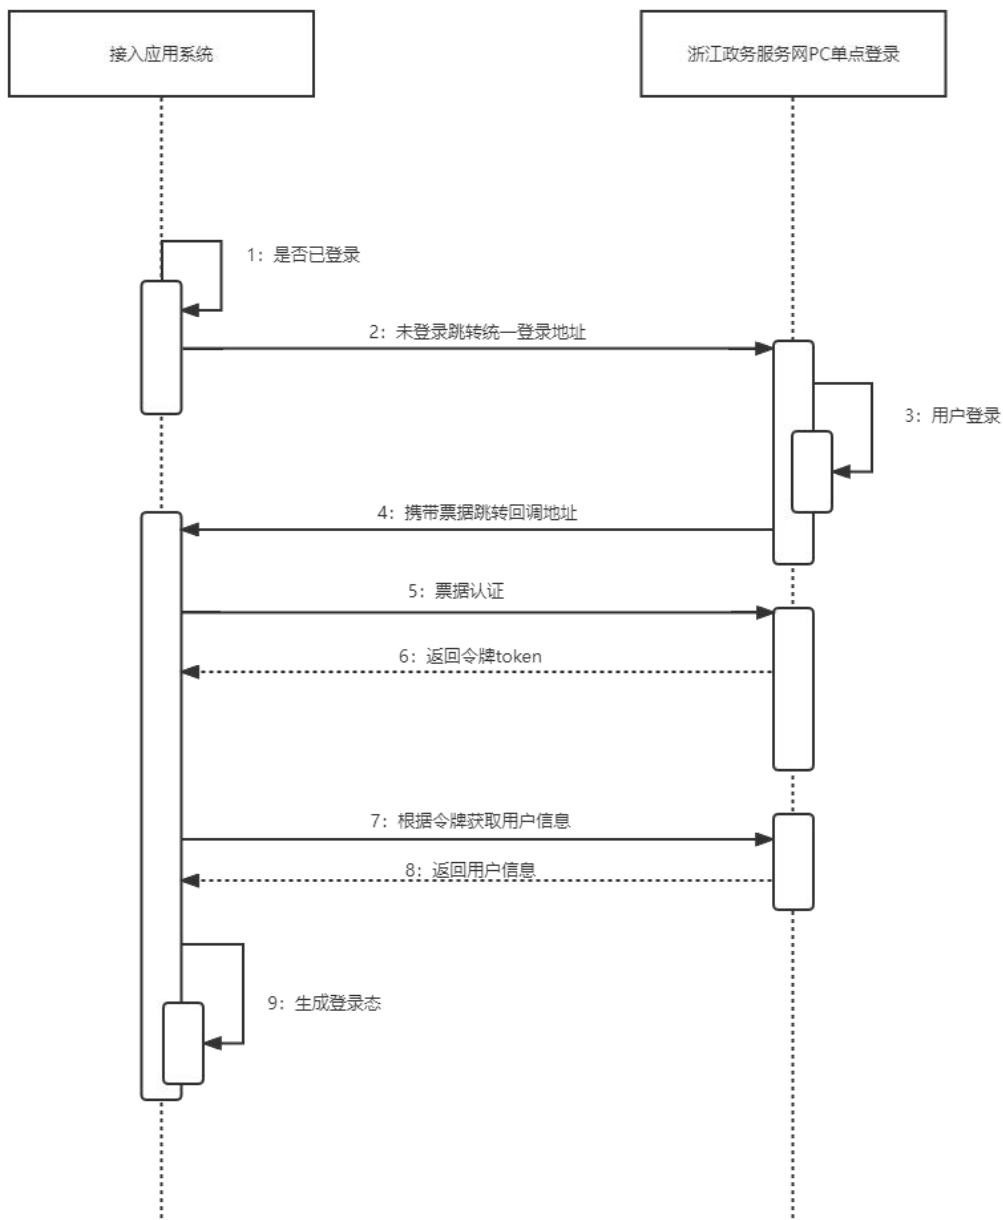 接入应用系统
浙江政务服务网PC单点登录
1：是否已登录
2：未登录跳转统一登录地址
3：用户登录
4：携带票据跳转回调地址
5：票据认证
6：返回令牌token
7：根据令牌获取用户信息
8：返回用户信息
9：生成登录态